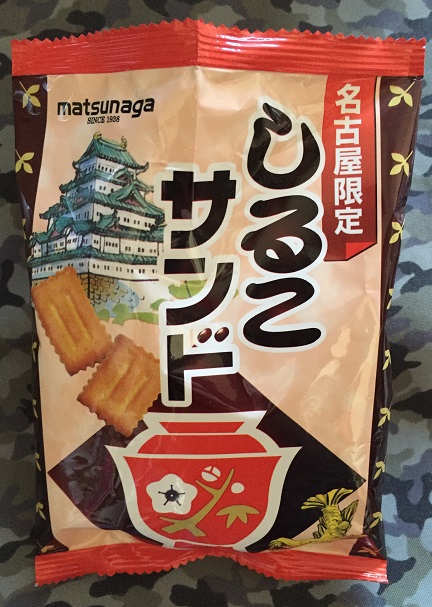 matsunaga
SINCE 1938
名古屋限定
しるこ
サンド